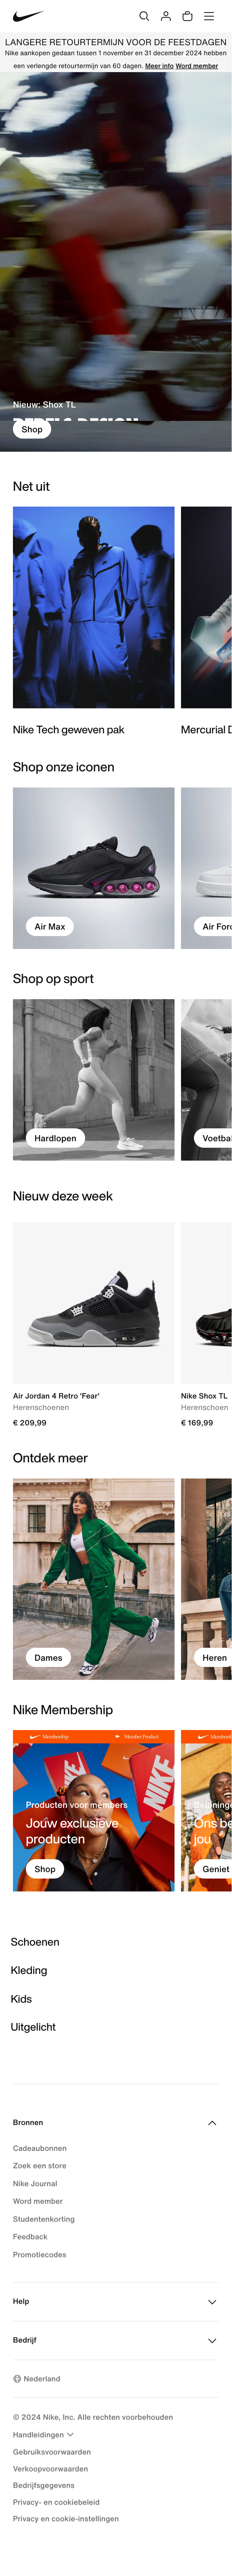 LANGERE RETOURTERMIJN VOOR DE FEESTDAGEN
Nike aankopen gedaan tussen 1 november en 31 december 2024 hebben
een verlengde retourtermijn van 60 dagen. Meer info Word member
Nieuw: Shox TL
Shop
Net uit
Nike Tech geweven pak
Mercurial D
Shop onze iconen
Air Max
Air Forc
Shop op sport
Hardlopen
Voetbal
Nieuw deze week
Air Jordan 4 Retro 'Fear'
Herenschoenen
€ 209,99
Nike Shox TL
Herenschoen
€ 169,99
Ontdek meer
Dames
Heren
Nike Membership
Membership
Member Product
Producten voor members
Jouw exclusieve
producten
Shop
NIKE
Ons be
jou
Geniet
Schoenen
Kleding
Kids
Uitgelicht
Bronnen
Cadeaubonnen
Zoek een store
Nike Journal
Word member
Studentenkorting
Feedback
Promotiecodes
Help
Bedrijf
Nederland
© 2024 Nike, Inc. Alle rechten voorbehouden
Handleidingen
Gebruiksvoorwaarden
Verkoopvoorwaarden
Bedrijfsgegevens
Privacy- en cookiebeleid
Privacy en cookie-instellingen